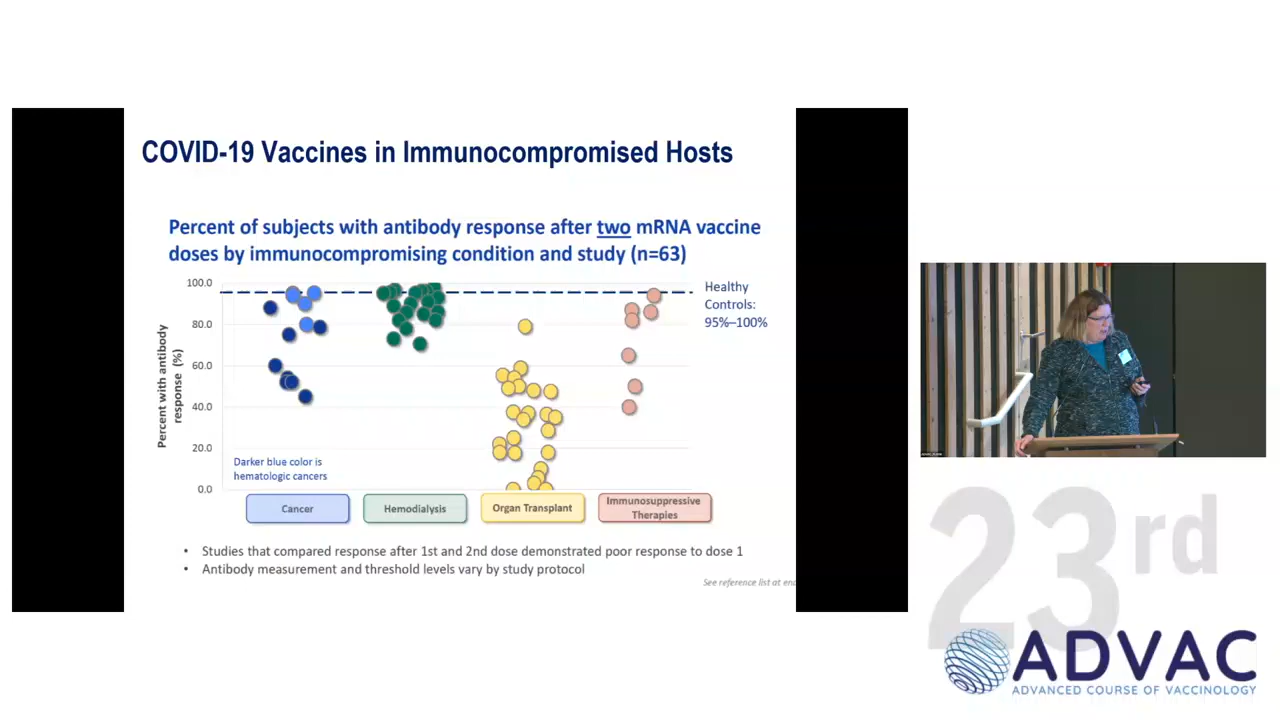 COVID-19 Vaccines in Immunocompromised Hosts
Percent of subjects with antibody response after two mRNA vaccine
doses by immunocompromising condition and study (n=63)
100.0
80.0
60.0
40.0
20.0
0.0
Percent with antibody
response (%)
Healthy
Controls:
95%–100%
Darker blue color is
hematologic cancers
Cancer
Hemodialysis
Organ Transplant
Immunosuppressive
Therapies
• Studies that compared response after 1st and 2nd dose demonstrated poor response to dose 1
• Antibody measurement and threshold levels vary by study protocol
See reference list at
23rd
ADVAC
ADVANCED COURSE OF VACCINOLOGY